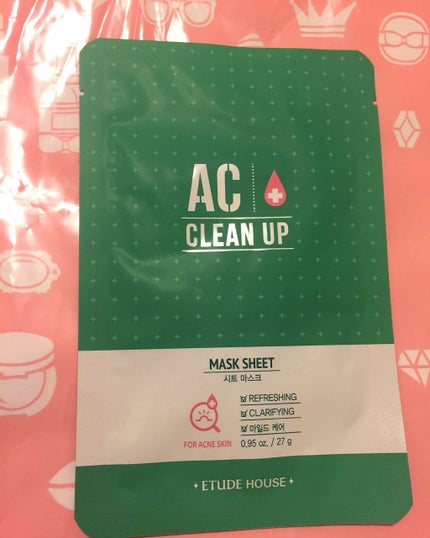 AC
CLEAN UP
MASK SHEET
시트 마스크
REFRESHING
CLARIFYING
마일드 케어
FOR ACNE SKIN
0.95 oz. / 27 g
ETUDE HOUSE